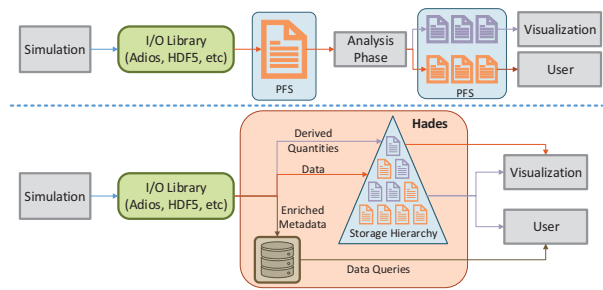 Simulation
I/O Library
(Adios, HDF5, etc)
PFS
Analysis
Phase
PFS
Visualization
User
Hades
Derived
Quantities
Data
Enriched
Metadata
Storage Hierarchy
Simulation
I/O Library
(Adios, HDF5, etc)
Visualization
User
Data Queries